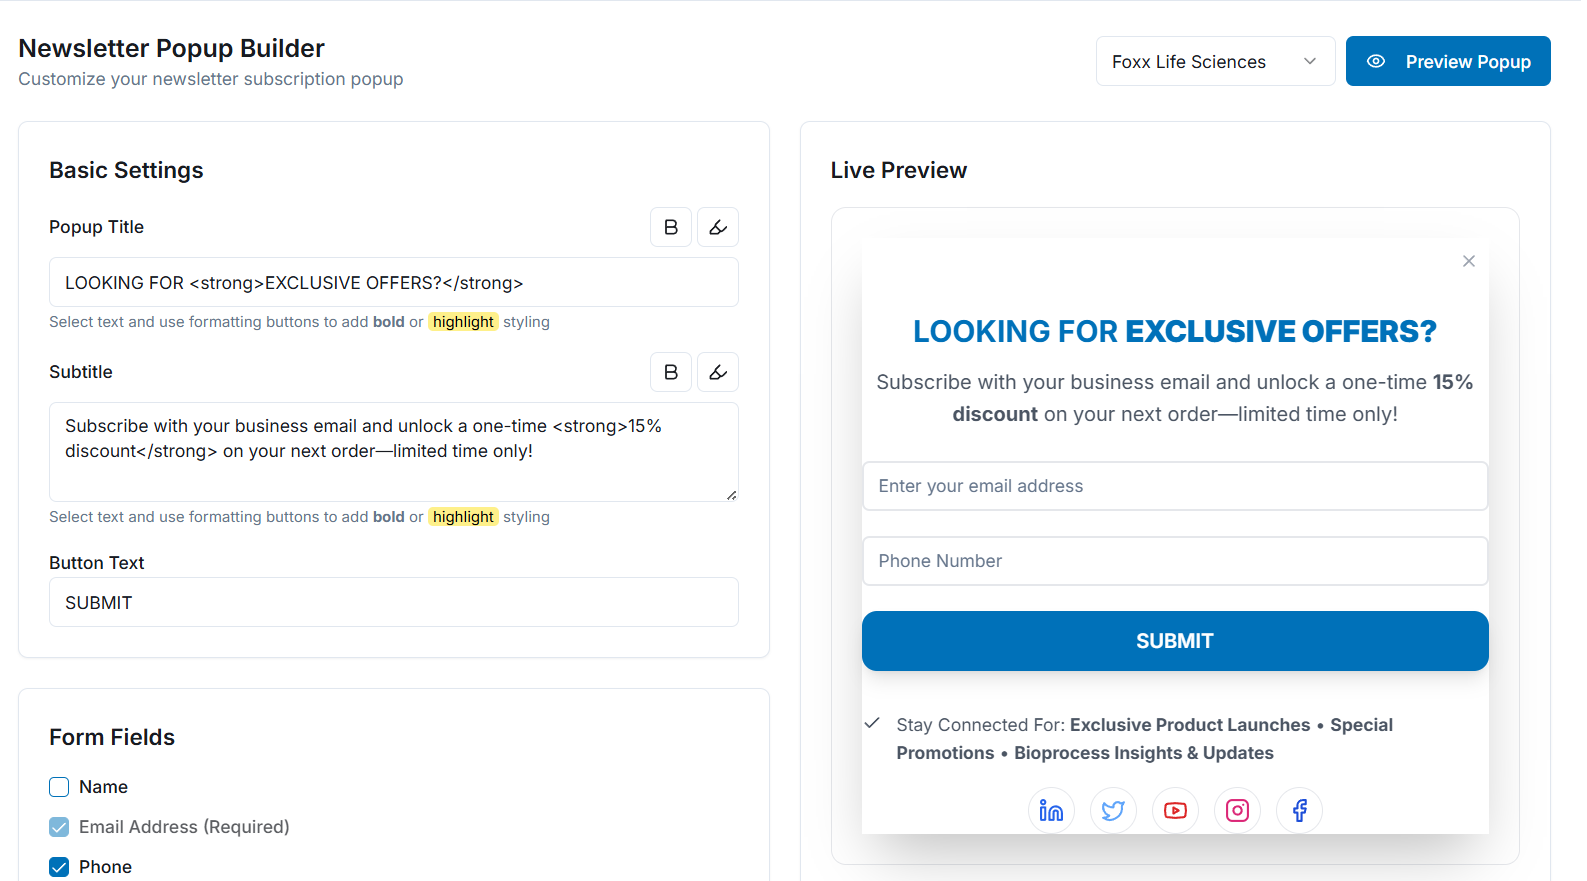 Newsletter Popup Builder
Customize your newsletter subscription popup
Foxx Life Sciences
Preview Popup
Basic Settings
Popup Title
B
LOOKING FOR <strong>EXCLUSIVE OFFERS?</strong>
Select text and use formatting buttons to add bold or highlight styling
Subtitle
B
Subscribe with your business email and unlock a one-time <strong>15%
discount</strong> on your next order—limited time only!
Select text and use formatting buttons to add bold or highlight styling
Button Text
SUBMIT
Form Fields
Name
Email Address (Required)
Phone
Live Preview
LOOKING FOR EXCLUSIVE OFFERS?
Subscribe with your business email and unlock a one-time 15%
discount on your next order—limited time only!
Enter your email address
Phone Number
SUBMIT
Stay Connected For: Exclusive Product Launches • Special
Promotions • Bioprocess Insights & Updates